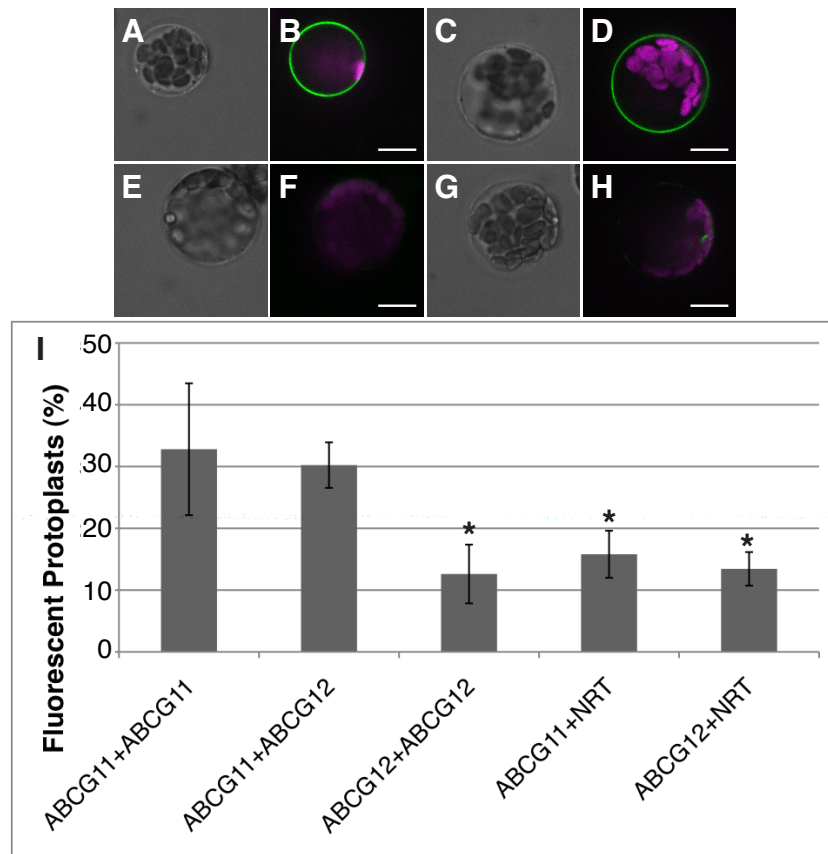 A B C D
E F G H
I
Fluorescent Protoplasts (%)
50
40
30
20
10
0
* * *
ABCG11+ABCG11
ABCG11+ABCG12
ABCG12+ABCG12
ABCG11+NRT
ABCG12+NRT